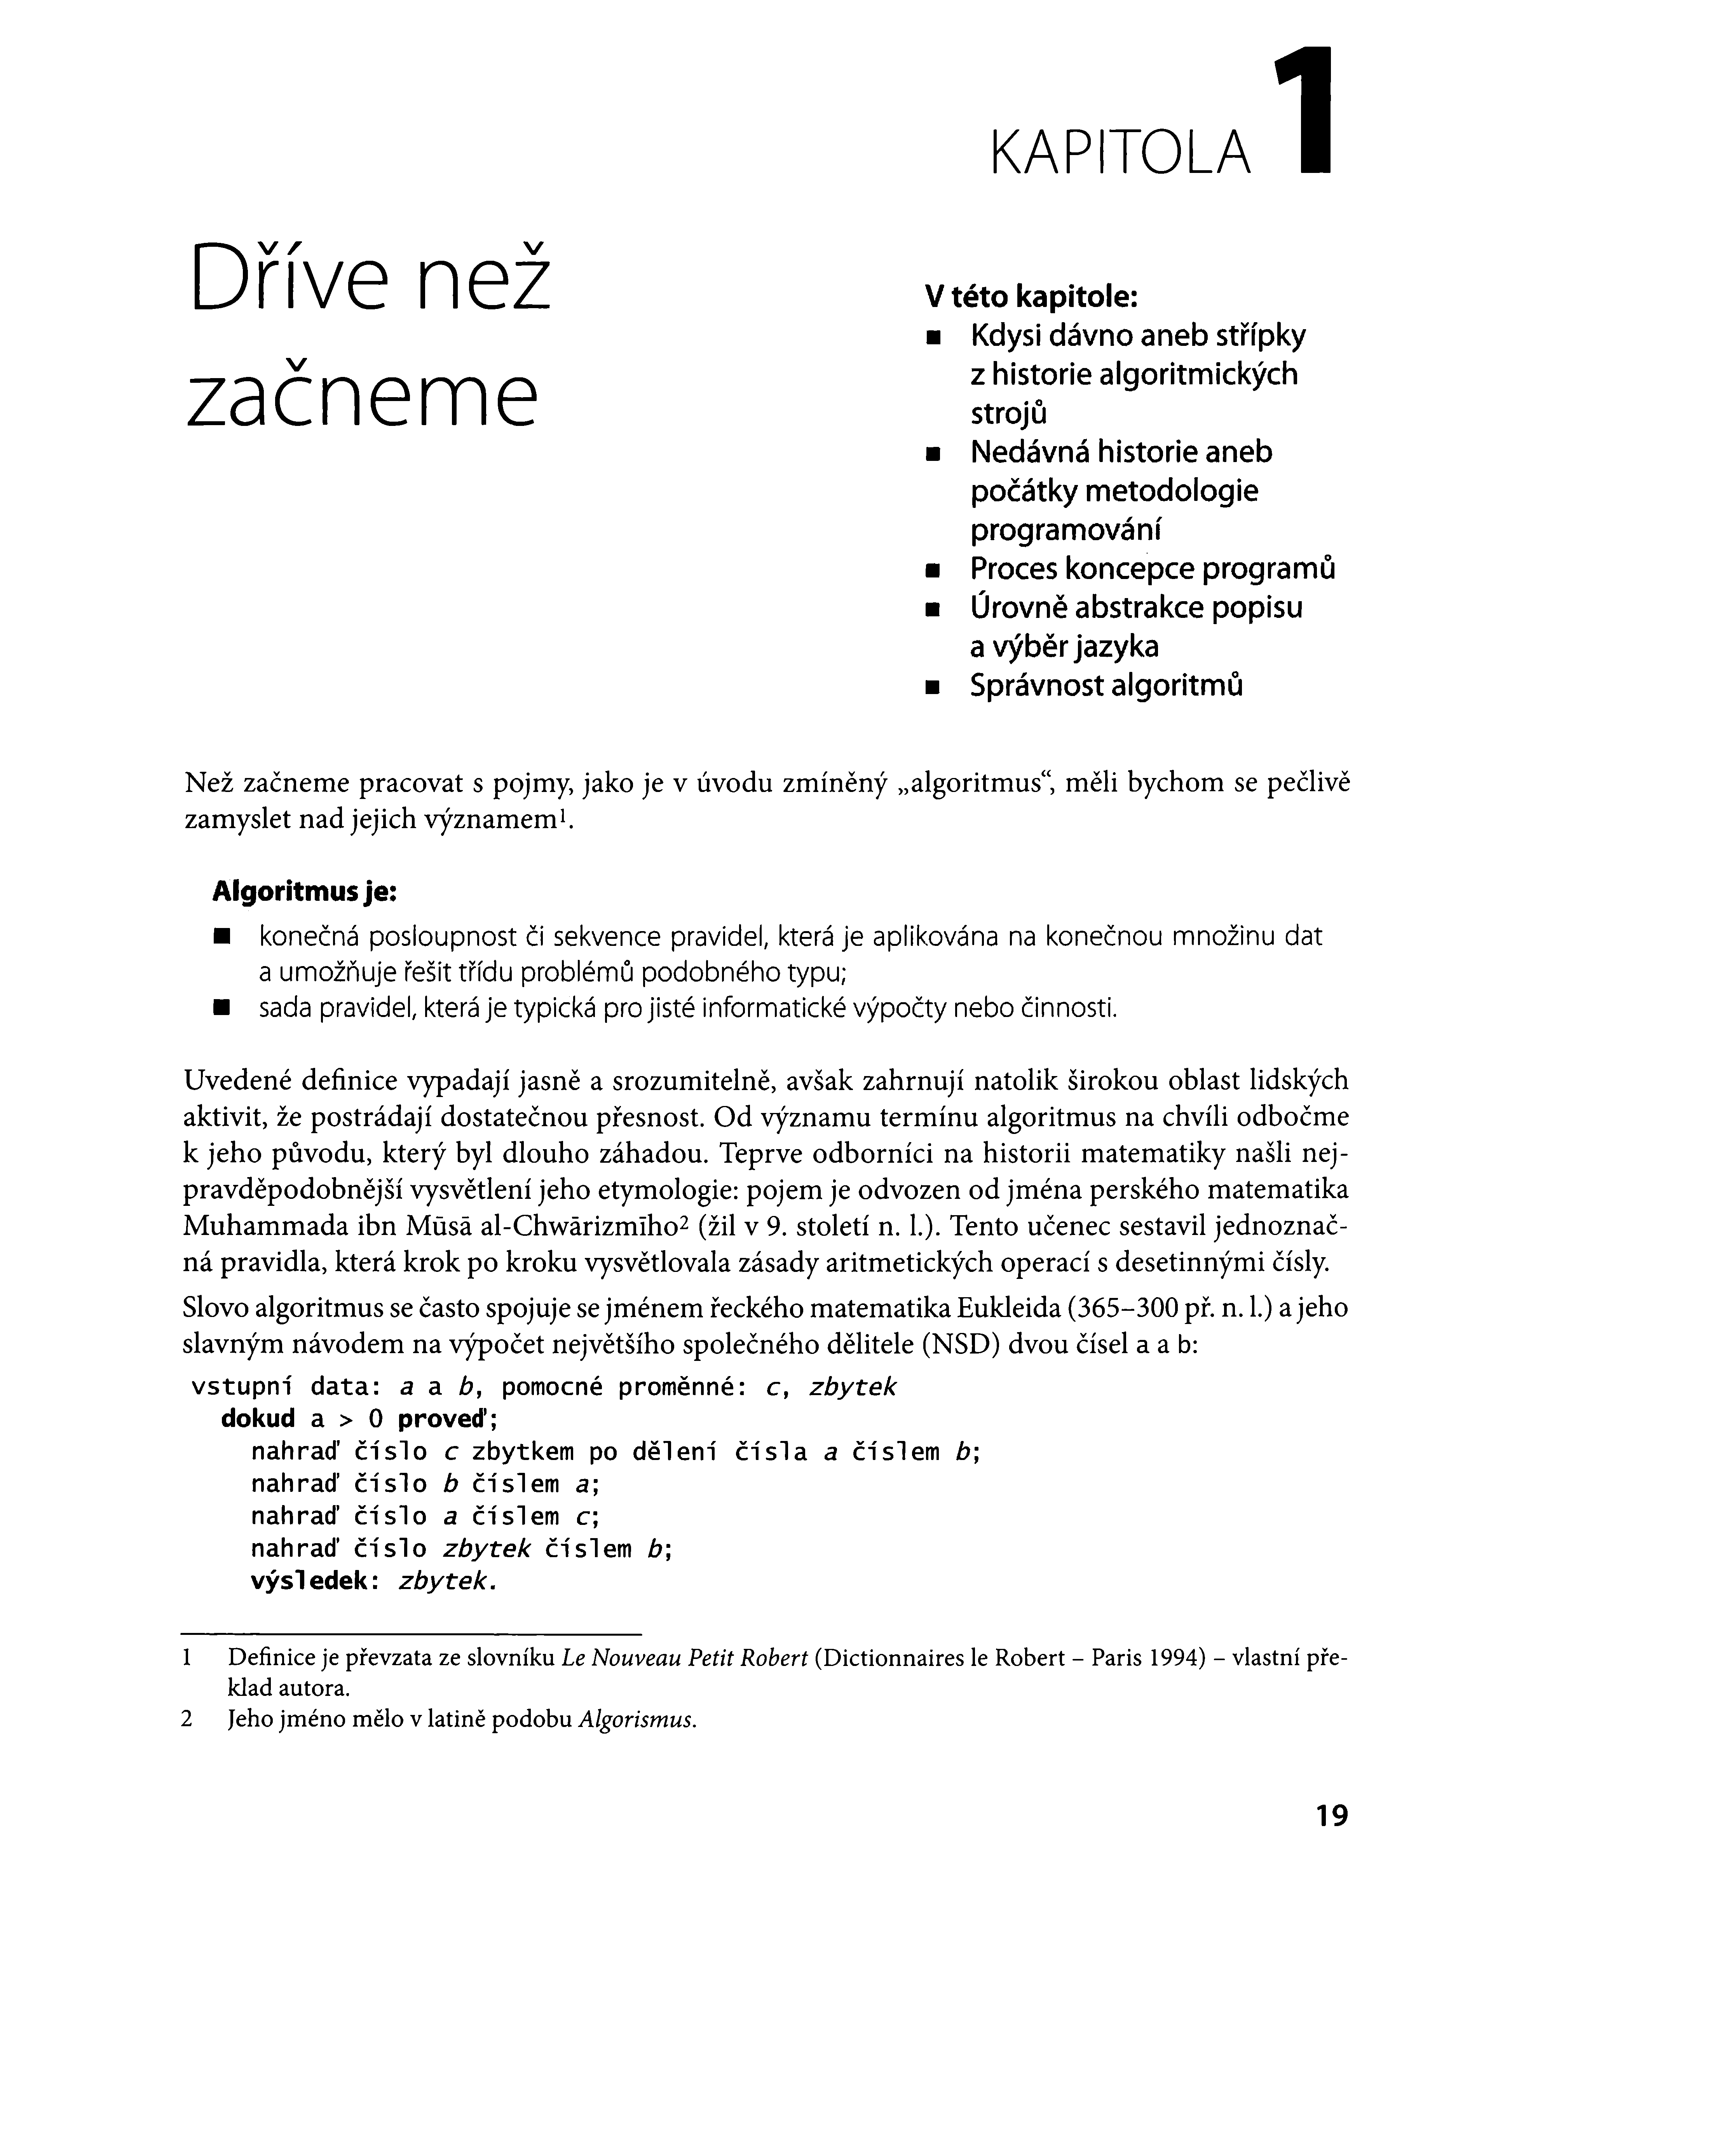 KAPITOLA 1
Dříve než
začneme
V této kapitole:
■ Kdysi dávno aneb střípky
z historie algoritmických
strojů
■ Nedávná historie aneb
počátky metodologie
programování
■ Proces koncepce programů
■ Úrovně abstrakce popisu
a výběr jazyka
■ Správnost algoritmů
Než začneme pracovat s pojmy, jako je v úvodu zmíněný „algoritmus“, měli bychom se pečlivě
zamyslet nad jejich významem¹.
Algoritmus je:
■ konečná posloupnost či sekvence pravidel, která je aplikována na konečnou množinu dat
a umožňuje řešit třídu problémů podobného typu;
■ sada pravidel, která je typická pro jisté informatické výpočty nebo činnosti.
Uvedené definice vypadají jasně a srozumitelně, avšak zahrnují natolik širokou oblast lidských
aktivit, že postrádají dostatečnou přesnost. Od významu termínu algoritmus na chvíli odbočme
k jeho původu, který byl dlouho záhadou. Teprve odborníci na historii matematiky našli nej-
pravděpodobnější vysvětlení jeho etymologie: pojem je odvozen od jména perského matematika
Muhammada ibn Mūsā al-Chwārizmīho² (žil v 9. století n. l.). Tento učenec sestavil jednoznač-
ná pravidla, která krok po kroku vysvětlovala zásady aritmetických operací s desetinnými čísly.
Slovo algoritmus se často spojuje se jménem řeckého matematika Eukleida (365–300 př. n. l.) a jeho
slavným návodem na výpočet největšího společného dělitele (NSD) dvou čísel a a b:
vstupní data: a a b, pomocné proměnné: c, zbytek
dokud a > 0 proveď;
nahraď číslo c zbytkem po dělení čísla a číslem b;
nahraď číslo b číslem a;
nahraď číslo a číslem c;
nahraď číslo zbytek číslem b;
výsledek: zbytek.
1 Definice je převzata ze slovníku Le Nouveau Petit Robert (Dictionnaires le Robert – Paris 1994) – vlastní pře-
klad autora.
2 Jeho jméno mělo v latině podobu Algorismus.
19